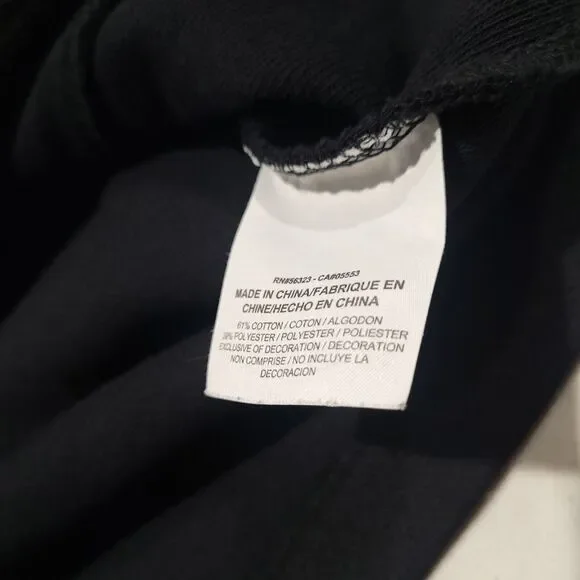 RN#56323 - CA#05553
MADE IN CHINA/FABRIQUE EN
CHINE/HECHO EN CHINA
61% COTTON / COTON / ALGODON
39% POLYESTER / POLYESTER / POLIESTER
EXCLUSIVE OF DECORATION / DECORATION
NON COMPRISE / NO INCLUYE LA
DECORACION